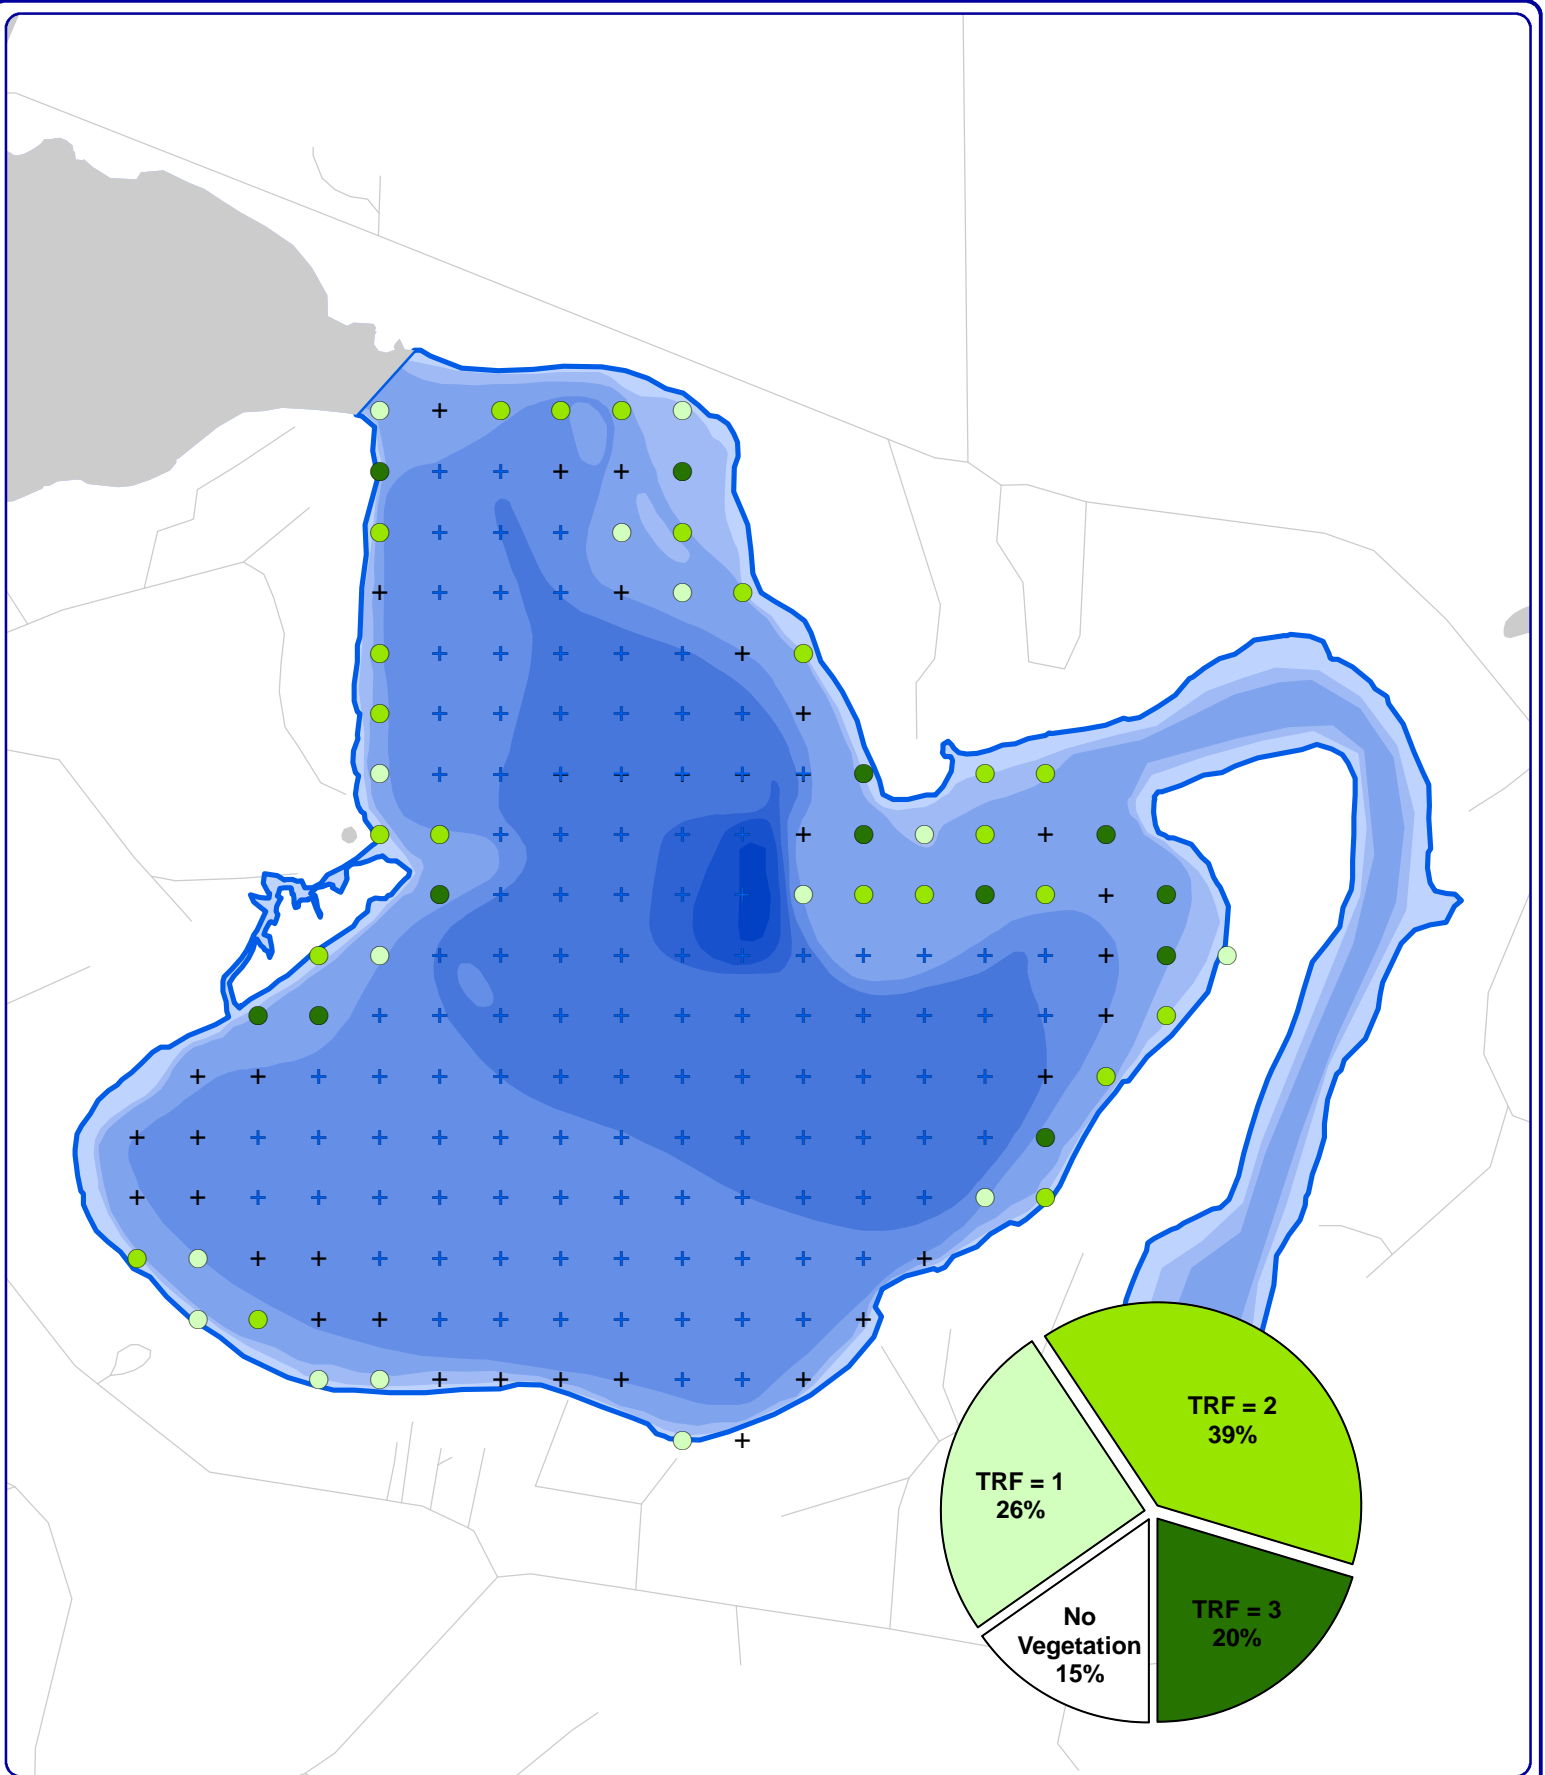 TRF = 2
39%
TRF = 1
26%
TRF = 3
20%
No
Vegetation
15%